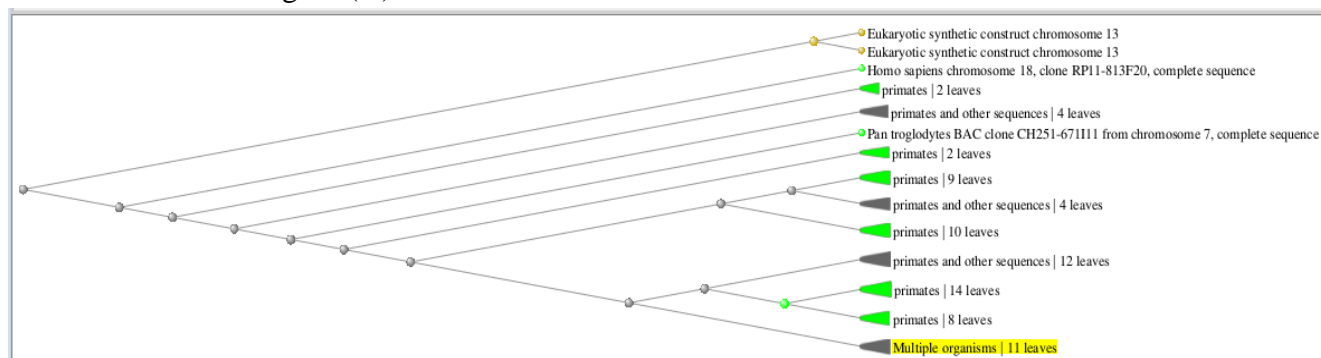 Eukaryotic synthetic construct chromosome 13
Eukaryotic synthetic construct chromosome 13
Homo sapiens chromosome 18, clone RP11-813F20, complete sequence
primates | 2 leaves
primates and other sequences | 4 leaves
Pan troglodytes BAC clone CH251-671I11 from chromosome 7, complete sequence
primates | 2 leaves
primates | 9 leaves
primates and other sequences | 4 leaves
primates | 10 leaves
primates and other sequences | 12 leaves
primates | 14 leaves
primates | 8 leaves
Multiple organisms | 11 leaves